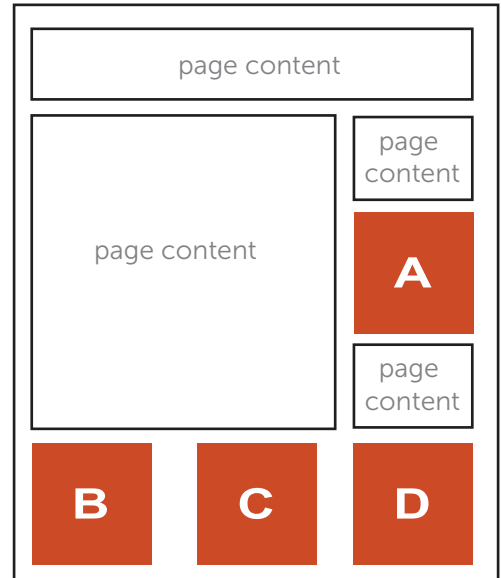 page content
page content
page
content
A
page
content
B
C
D